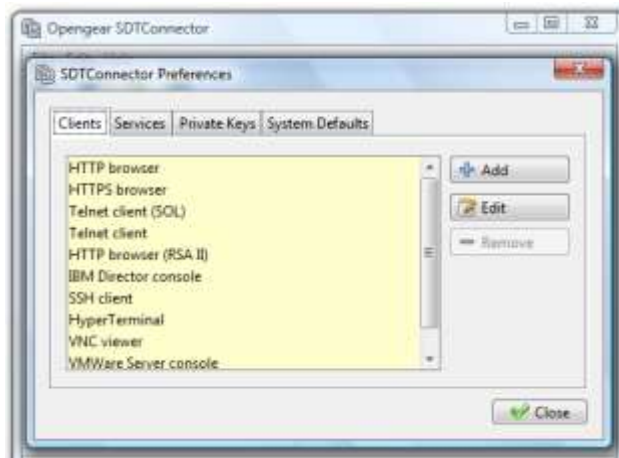 Opengear SDTConnector
SDTConnector Preferences
Clients Services Private Keys System Defaults
HTTP browser
HTTPS browser
Telnet client (SOL)
Telnet client
HTTP browser (RSA II)
IBM Director console
SSH client
HyperTerminal
VNC viewer
VMWare Server console
Add
Edit
Remove
Close